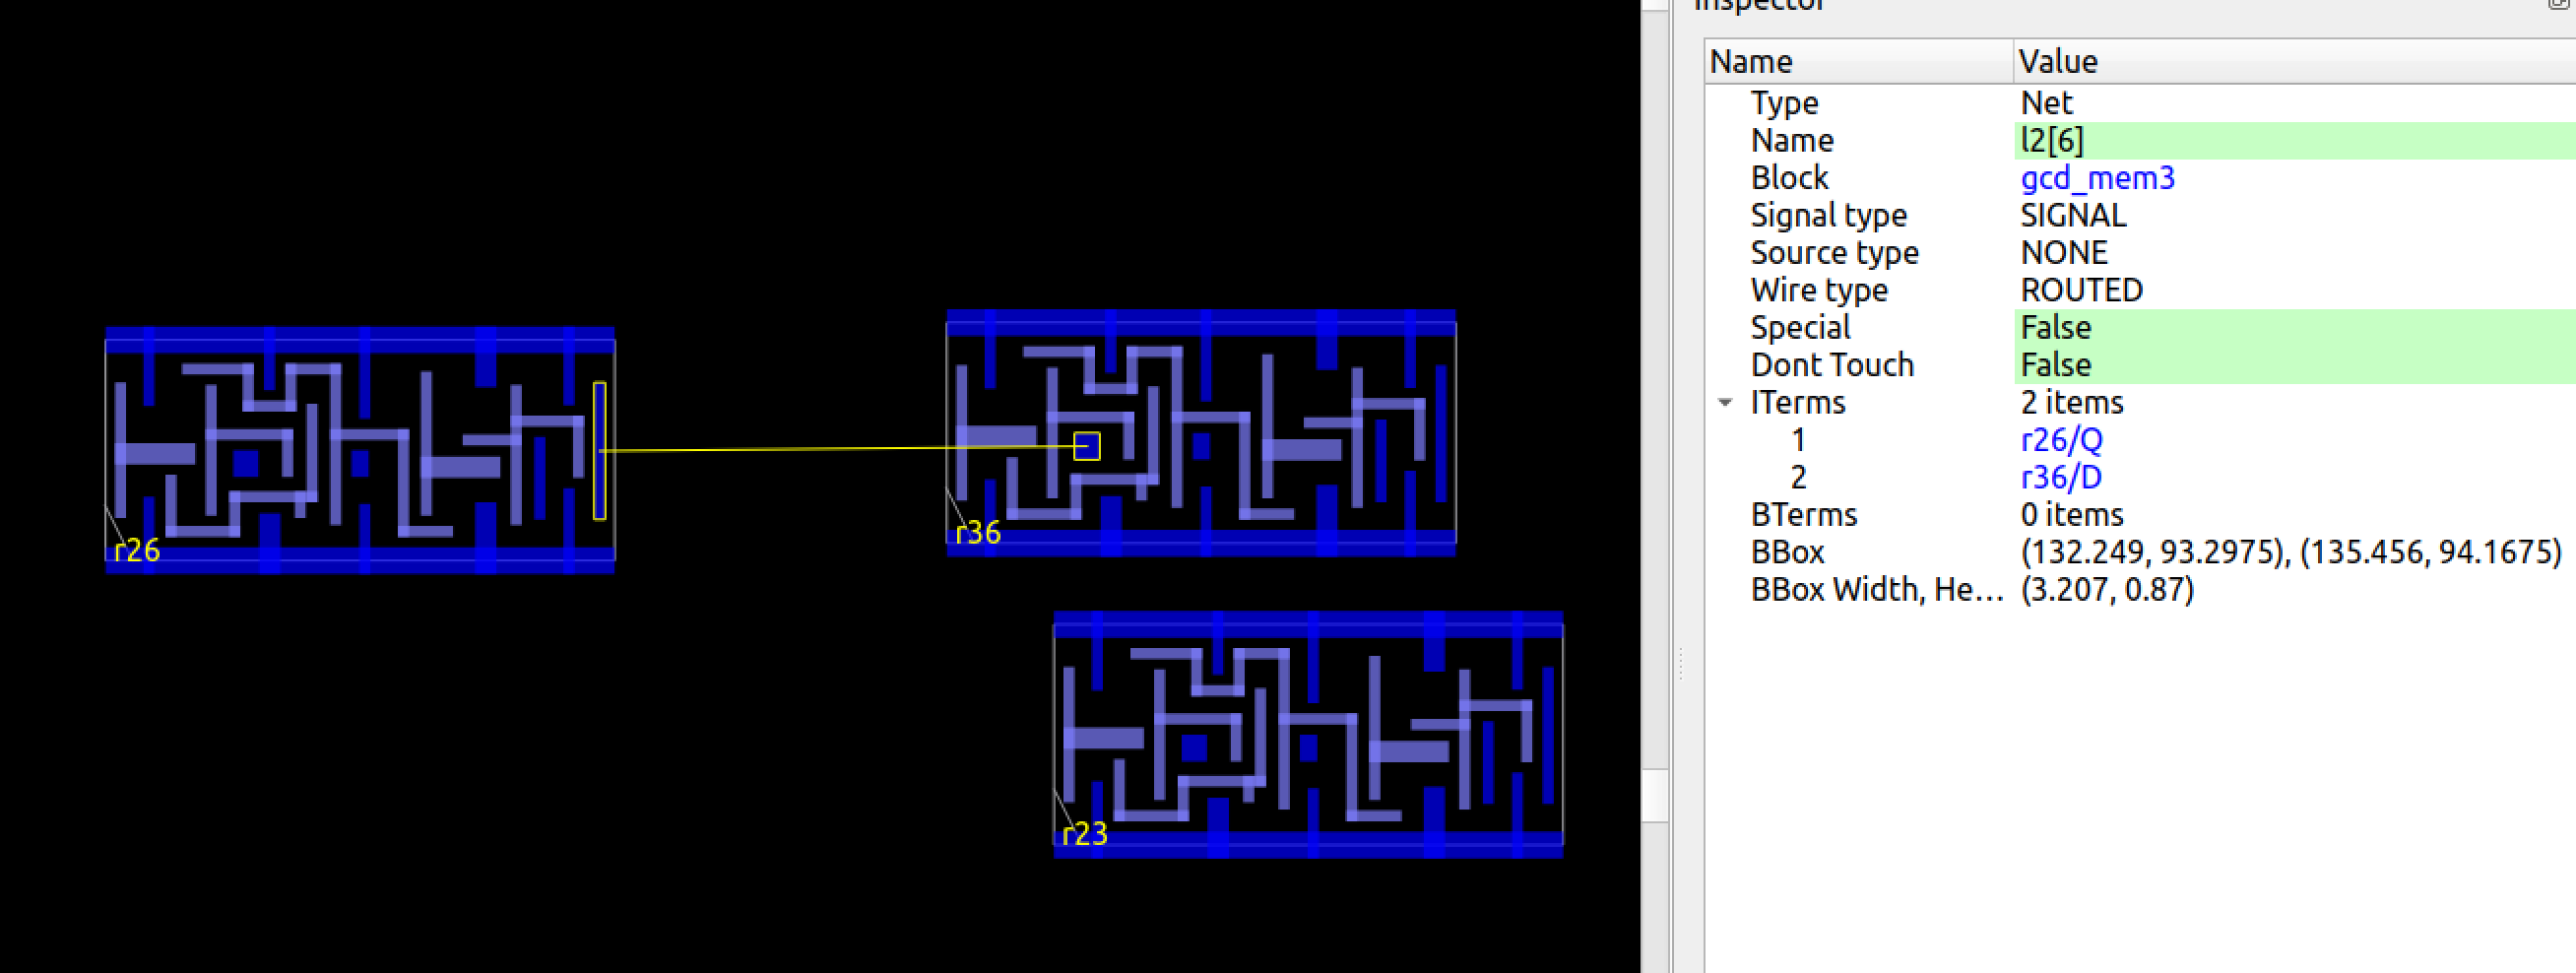 Inspector
Name Value
Type Net
Name l2[6]
Block gcd_mem3
Signal type SIGNAL
Source type NONE
Wire type ROUTED
Special False
Dont Touch False
ITerms 2 items
1 r26/Q
2 r36/D
BTerms 0 items
BBox (132.249, 93.2975), (135.456, 94.1675)
BBox Width, He... (3.207, 0.87)
r26
r36
r23